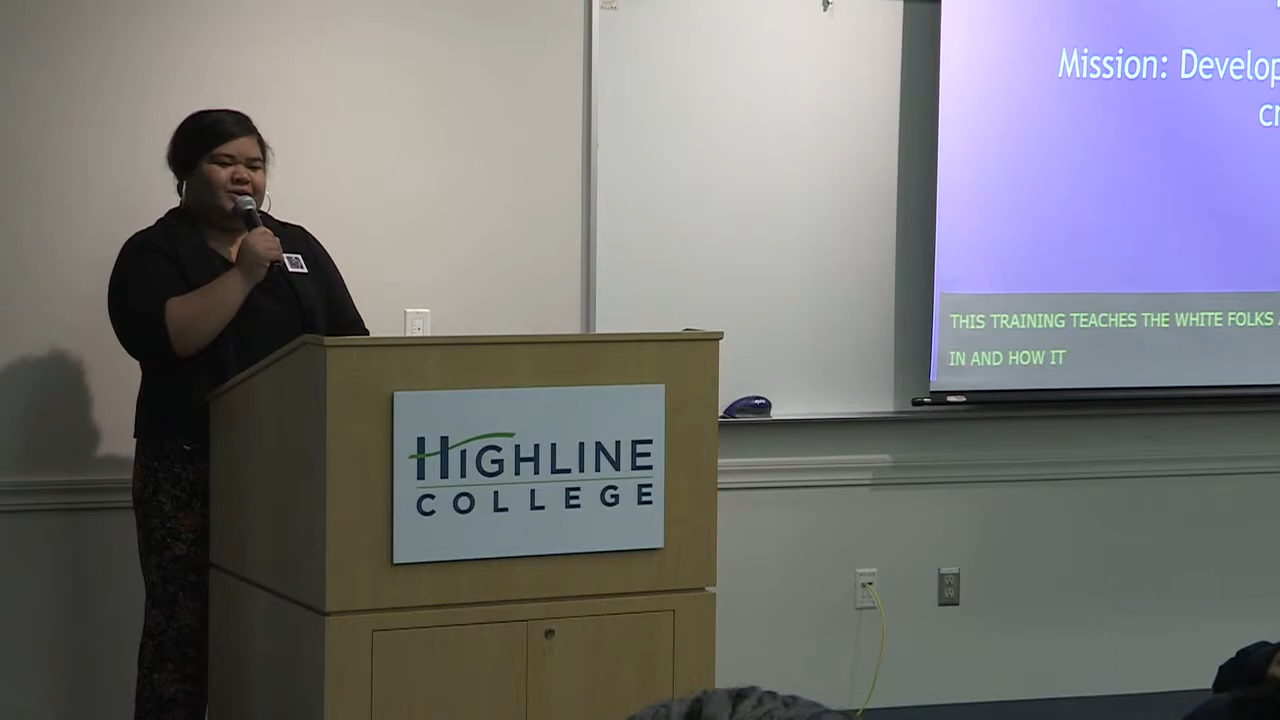 Mission: Develop
cr
THIS TRAINING TEACHES THE WHITE FOLKS
IN AND HOW IT
HIGHLINE
COLLEGE